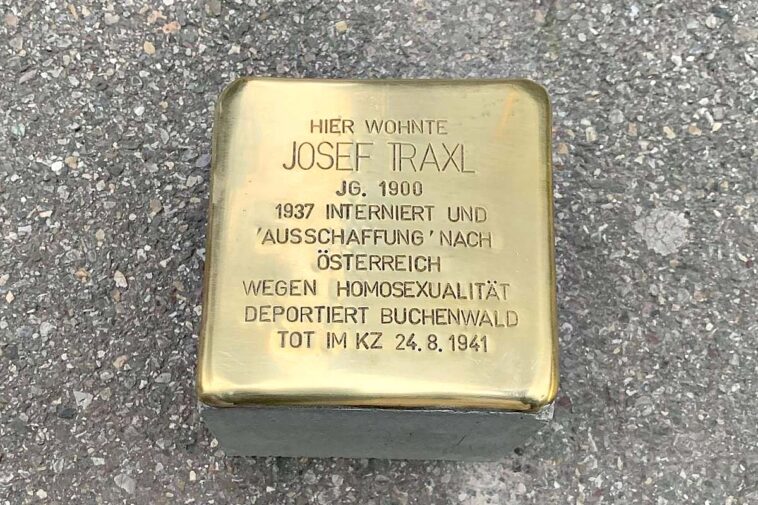 HIER WOHNTE
JOSEF TRAXL
JG. 1900
1937 INTERNIERT UND
'AUSSCHAFFUNG' NACH
ÖSTERREICH
WEGEN HOMOSEXUALITÄT
DEPORTIERT BUCHENWALD
TOT IM KZ 24.8.1941